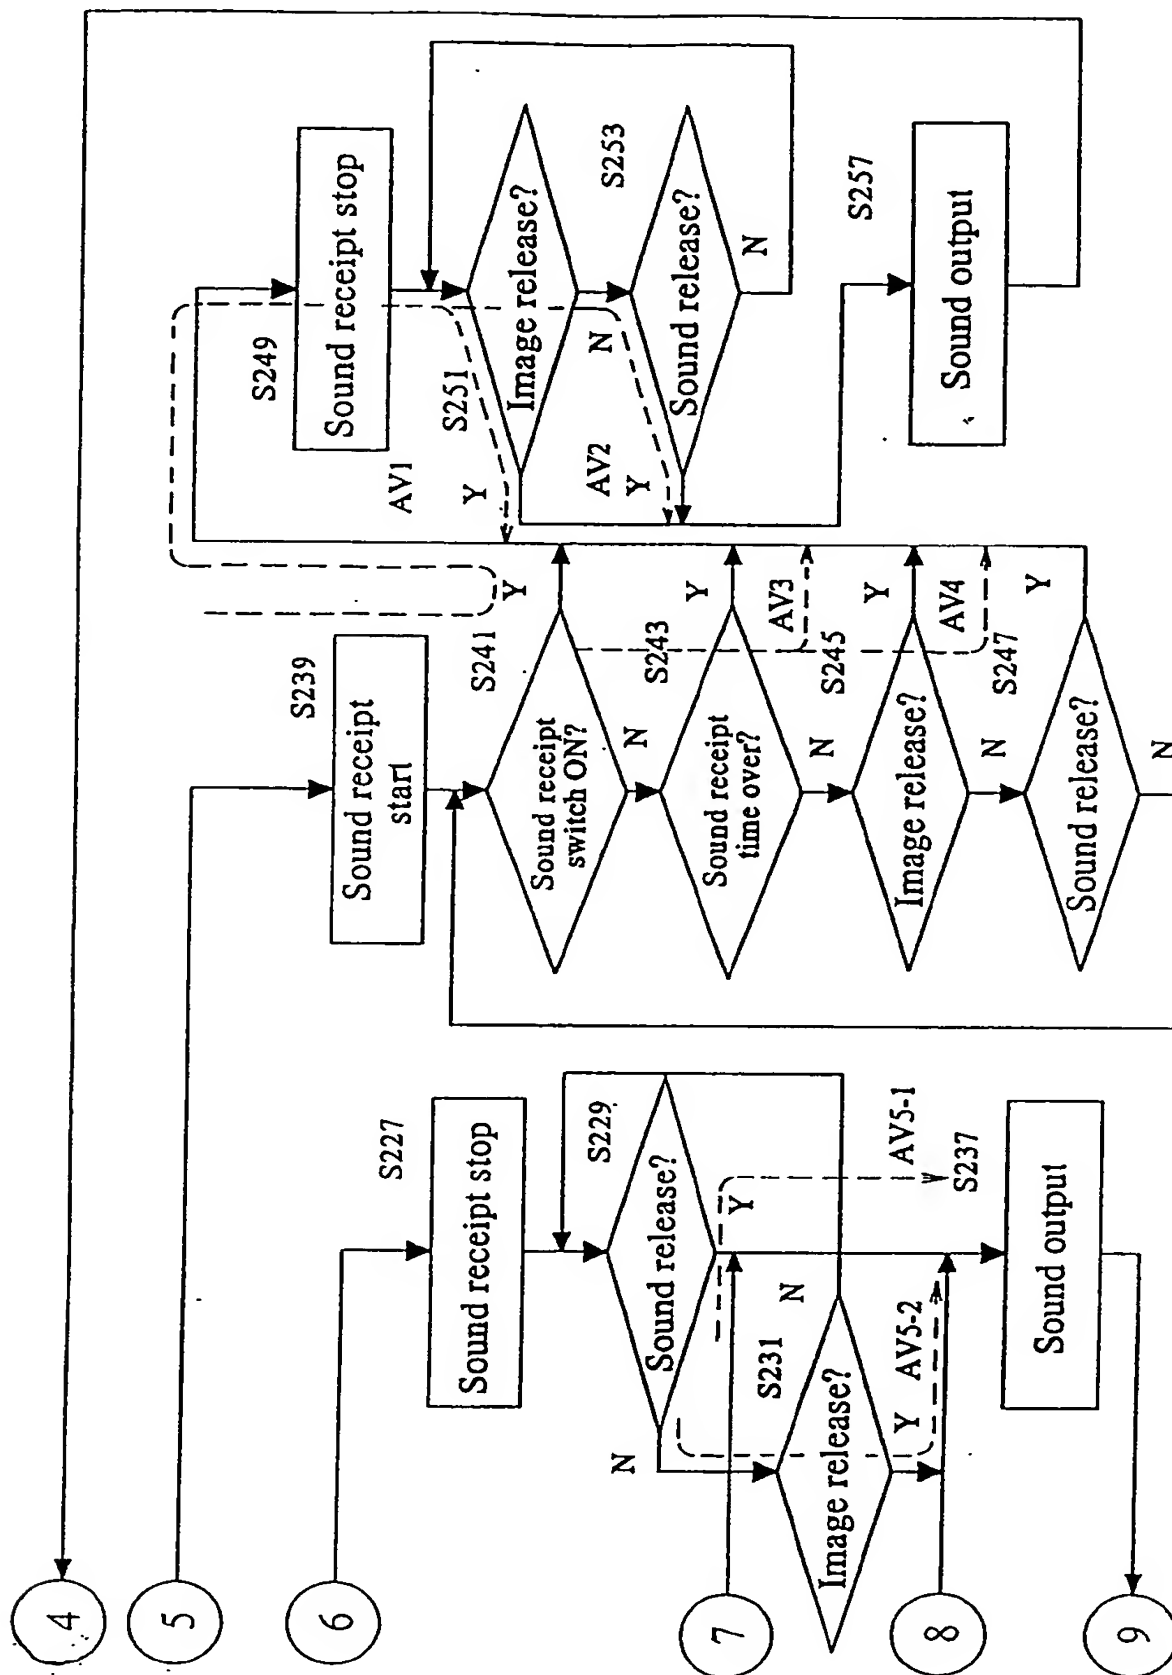 4
5
6
7
8
9
S227
Sound receipt stop
S229
Sound release?
N
Y
S231
Image release?
N
Y
AV5-1
AV5-2
S237
Sound output
S239
Sound receipt
start
S241
Sound receipt
switch ON?
Y
N
S243
Sound receipt
time over?
Y
N
AV3
S245
Image release?
Y
N
AV4
S247
Sound release?
Y
N
S249
Sound receipt stop
AV1
S251
Image release?
Y
N
AV2
S253
Sound release?
Y
N
S257
Sound output